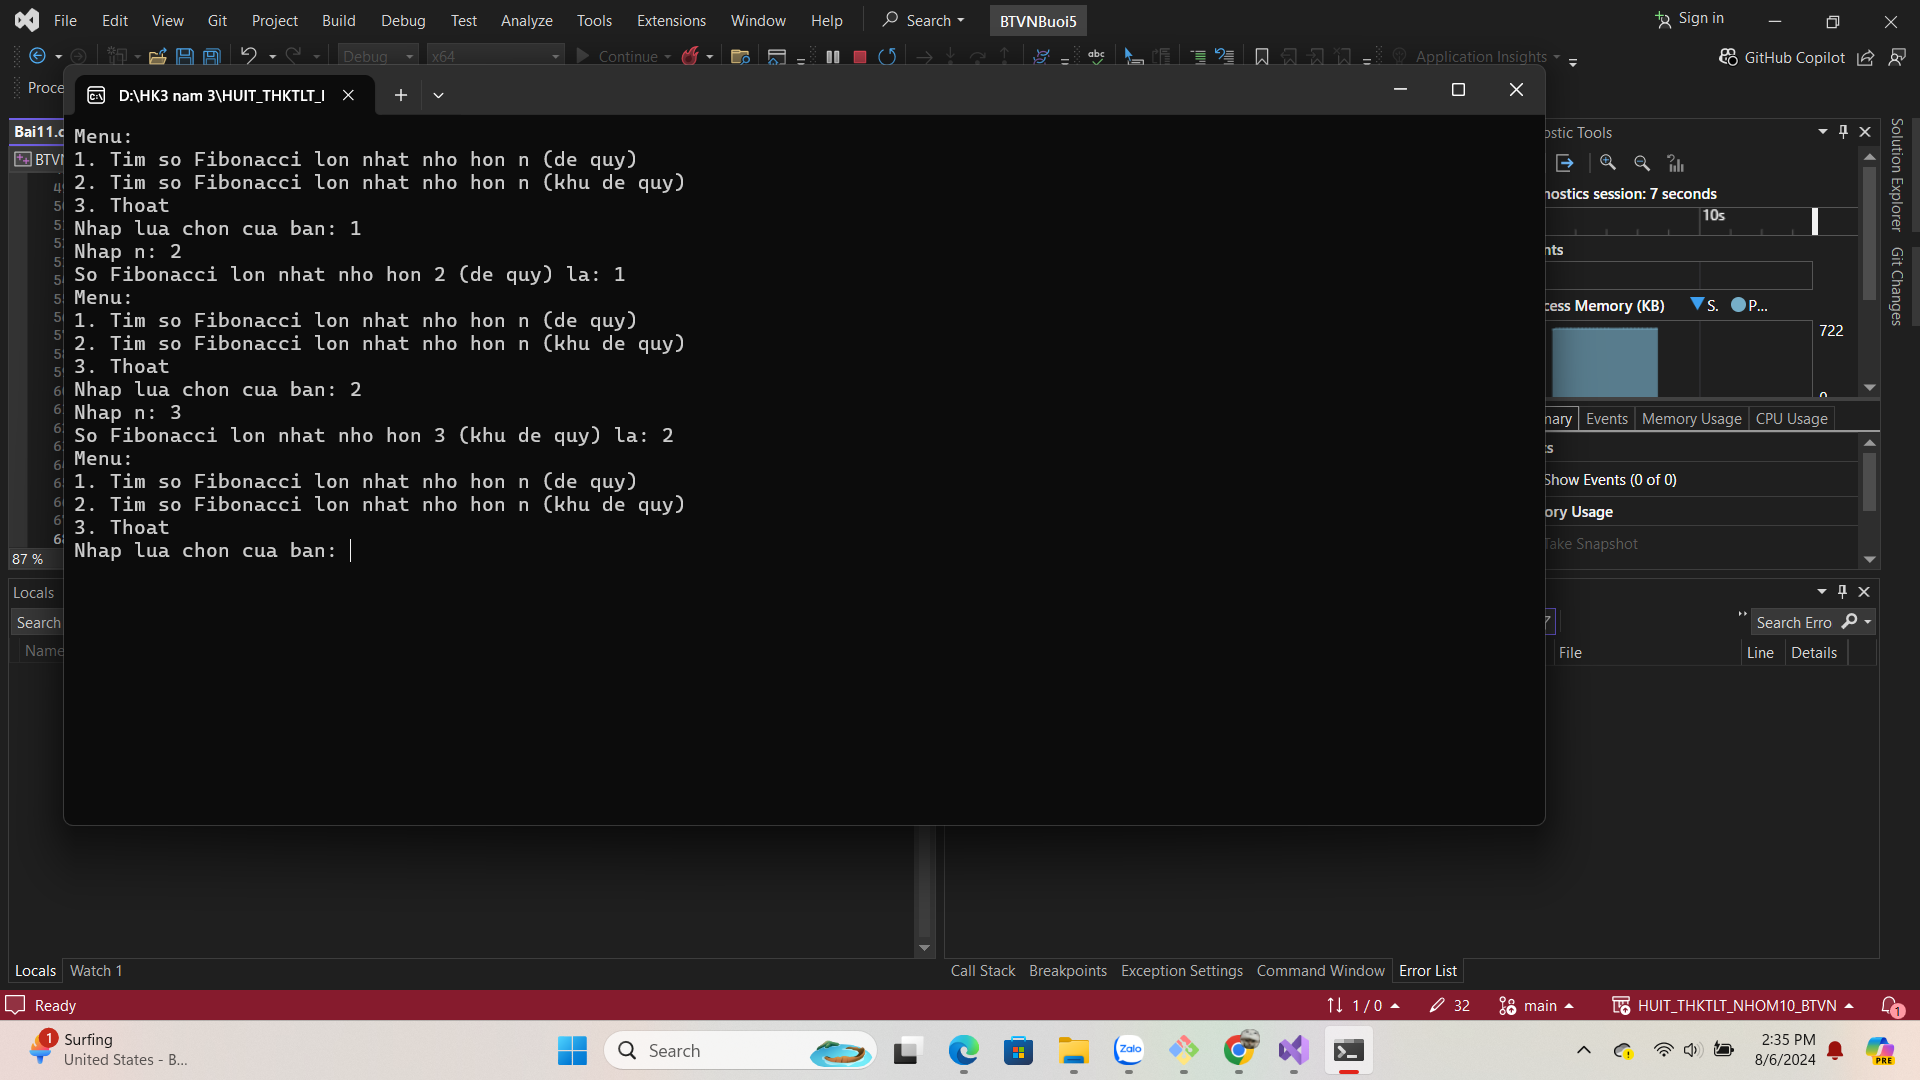 File Edit View Git Project Build Debug Test Analyze Tools Extensions Window Help Search BTVNBuoi5 Sign in
Debug x64 Continue Application Insights GitHub Copilot
Proce
D:\HK3 nam 3\HUIT_THKTLT_
Menu:
1. Tim so Fibonacci lon nhat nho hon n (de quy)
2. Tim so Fibonacci lon nhat nho hon n (khu de quy)
3. Thoat
Nhap lua chon cua ban: 1
Nhap n: 2
So Fibonacci lon nhat nho hon 2 (de quy) la: 1
Menu:
1. Tim so Fibonacci lon nhat nho hon n (de quy)
2. Tim so Fibonacci lon nhat nho hon n (khu de quy)
3. Thoat
Nhap lua chon cua ban: 2
Nhap n: 3
So Fibonacci lon nhat nho hon 3 (khu de quy) la: 2
Menu:
1. Tim so Fibonacci lon nhat nho hon n (de quy)
2. Tim so Fibonacci lon nhat nho hon n (khu de quy)
3. Thoat
Nhap lua chon cua ban:
Bai11.c
BTVN
87 %
Locals
Search
Name
ostic Tools
nostics session: 7 seconds
10s
nts
cess Memory (KB) S. P...
722
0
nary Events Memory Usage CPU Usage
ts
Show Events (0 of 0)
ory Usage
Take Snapshot
Search Erro
File Line Details
Solution Explorer
Git Changes
Locals Watch 1
Call Stack Breakpoints Exception Settings Command Window Error List
Ready 1 / 0 32 main HUIT_THKTLT_NHOM10_BTVN 1
1 Surfing
United States - B...
Search
Zalo
PRE
2:35 PM
8/6/2024